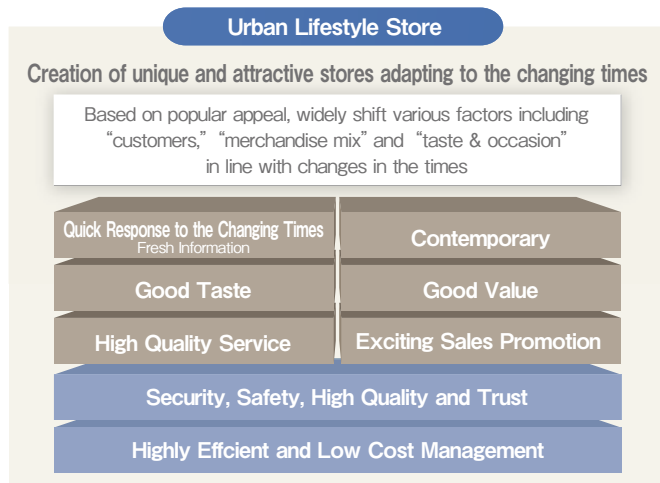 Urban Lifestyle Store
Creation of unique and attractive stores adapting to the changing times
Based on popular appeal, widely shift various factors including
“customers,” “merchandise mix” and “taste & occasion”
in line with changes in the times
Quick Response to the Changing Times
Fresh Information
Contemporary
Good Taste
Good Value
High Quality Service
Exciting Sales Promotion
Security, Safety, High Quality and Trust
Highly Effcient and Low Cost Management